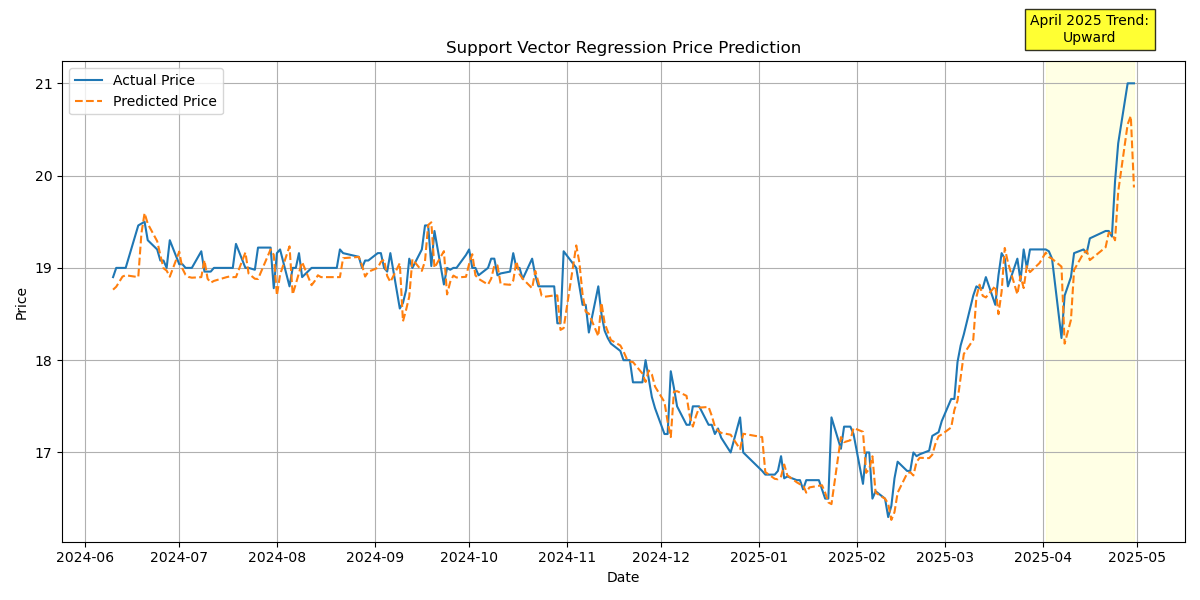 April 2025 Trend:
Upward
Support Vector Regression Price Prediction
Actual Price
Predicted Price
21
20
19
18
17
Price
2024-06 2024-07 2024-08 2024-09 2024-10 2024-11 2024-12 2025-01 2025-02 2025-03 2025-04 2025-05
Date